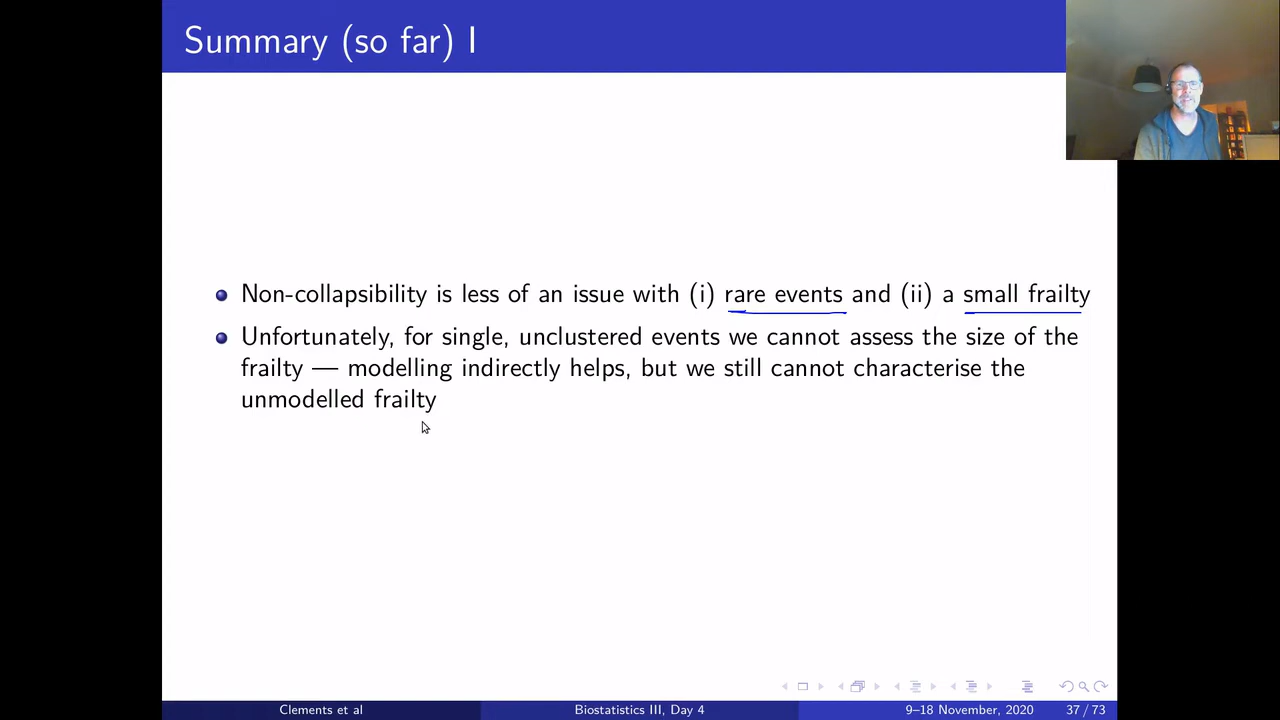 Summary (so far) I
Non-collapsibility is less of an issue with (i) rare events and (ii) a small frailty
Unfortunately, for single, unclustered events we cannot assess the size of the
frailty — modelling indirectly helps, but we still cannot characterise the
unmodelled frailty
Clements et al
Biostatistics III, Day 4
9–18 November, 2020
37 / 73